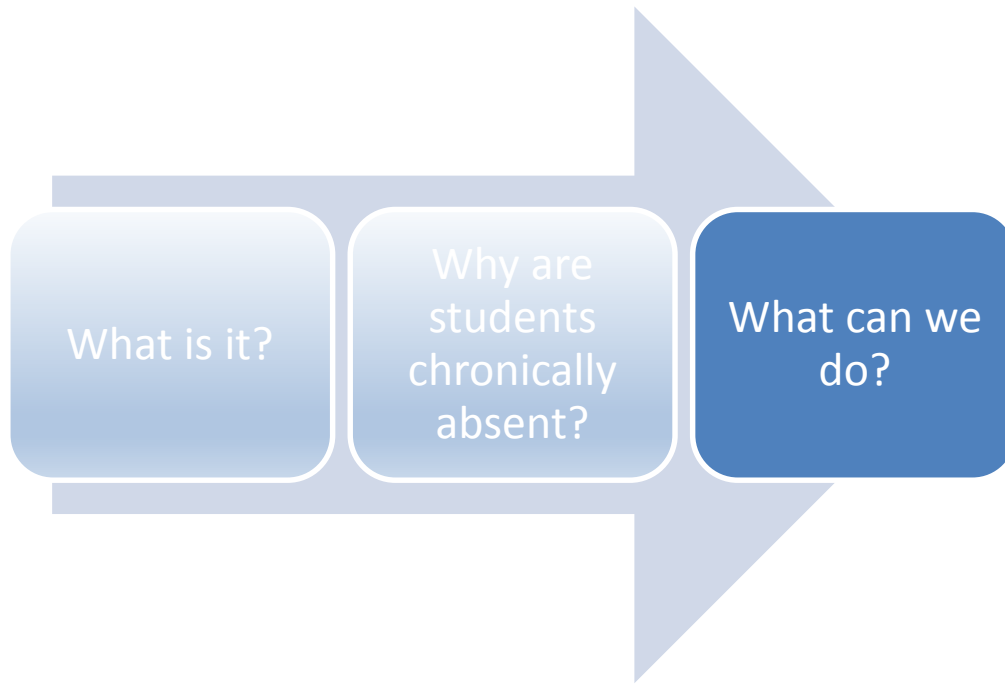 What is it?
Why are
students
chronically
absent?
What can we
do?